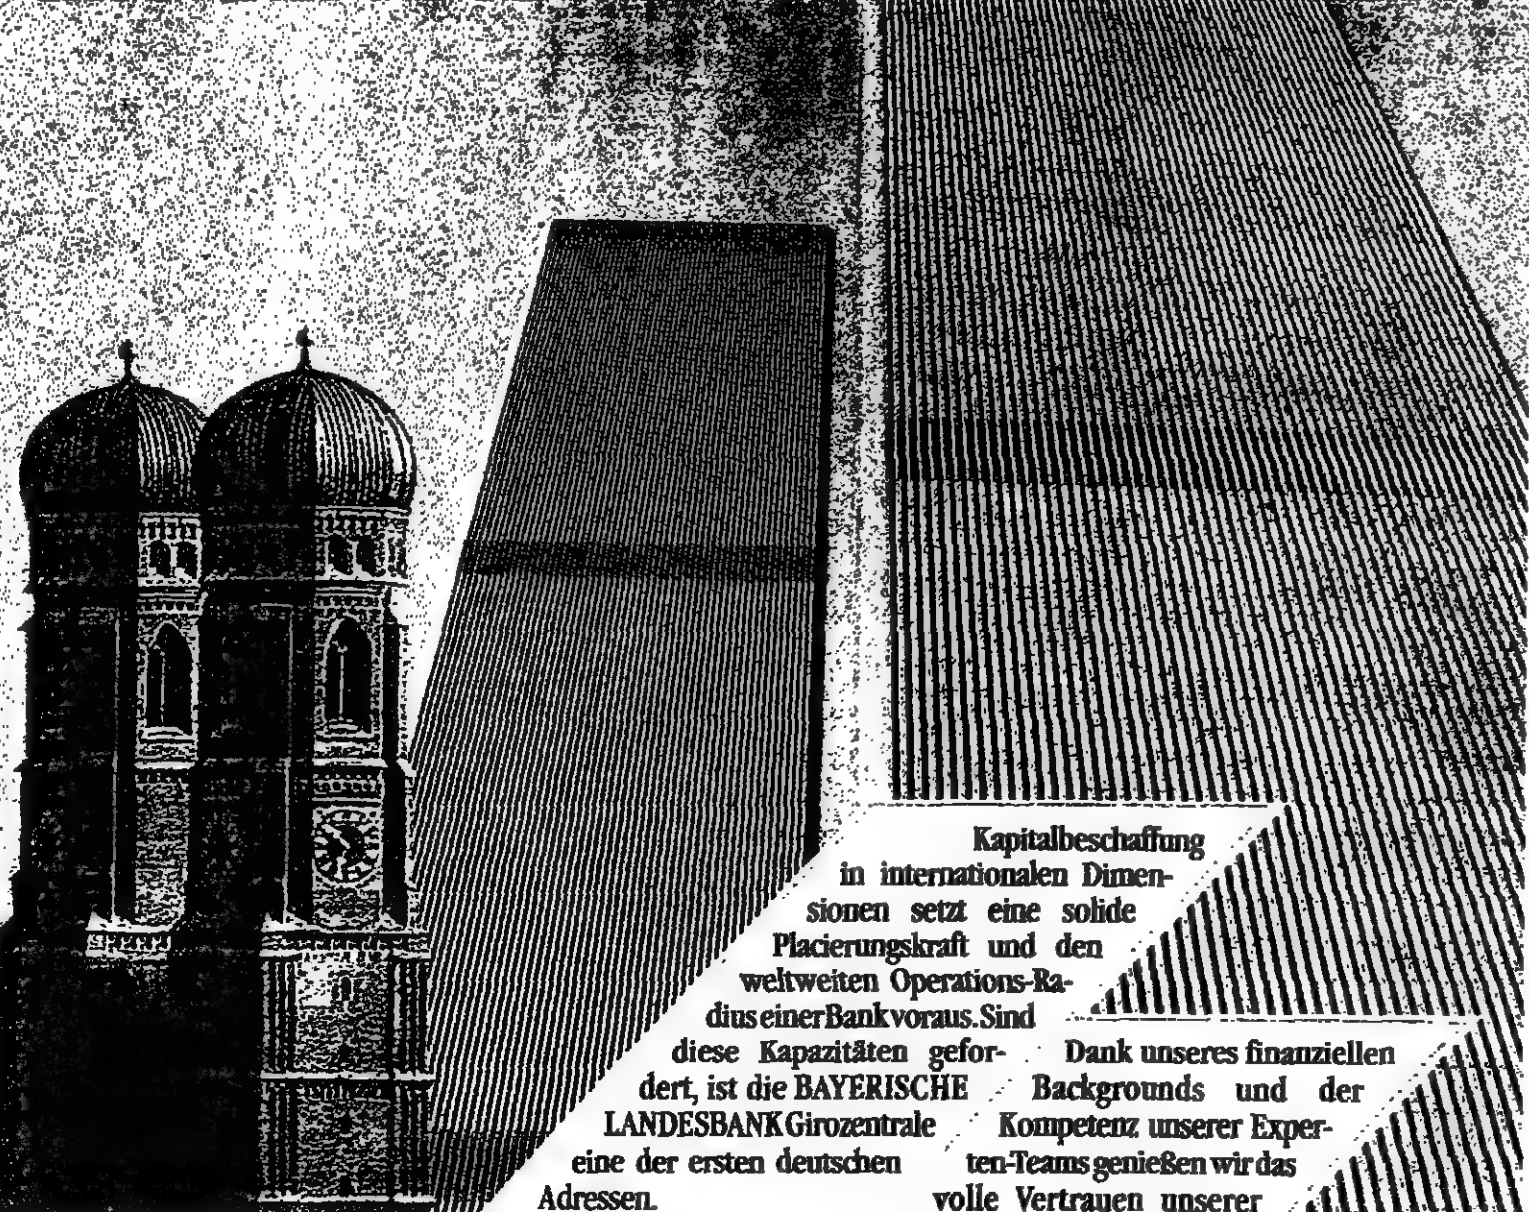 Kapitalbeschaffung
in internationalen Dimen-
sionen setzt eine solide
Placierungskraft und den
weltweiten Operations-Ra-
dius einer Bank voraus. Sind
diese Kapazitäten gefor-
dert, ist die BAYERISCHE
LANDESBANK Girozentrale
eine der ersten deutschen
Adressen.
Dank unseres finanziellen
Backgrounds und der
Kompetenz unserer Exper-
ten-Teams genießen wir das
volle Vertrauen unserer